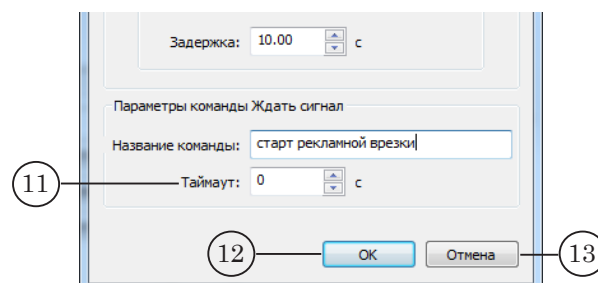 Задержка: 10.00 с
Параметры команды Ждать сигнал
Название команды: старт рекламной врезки
11 Таймаут: 0 с
12 OK Отмена 13